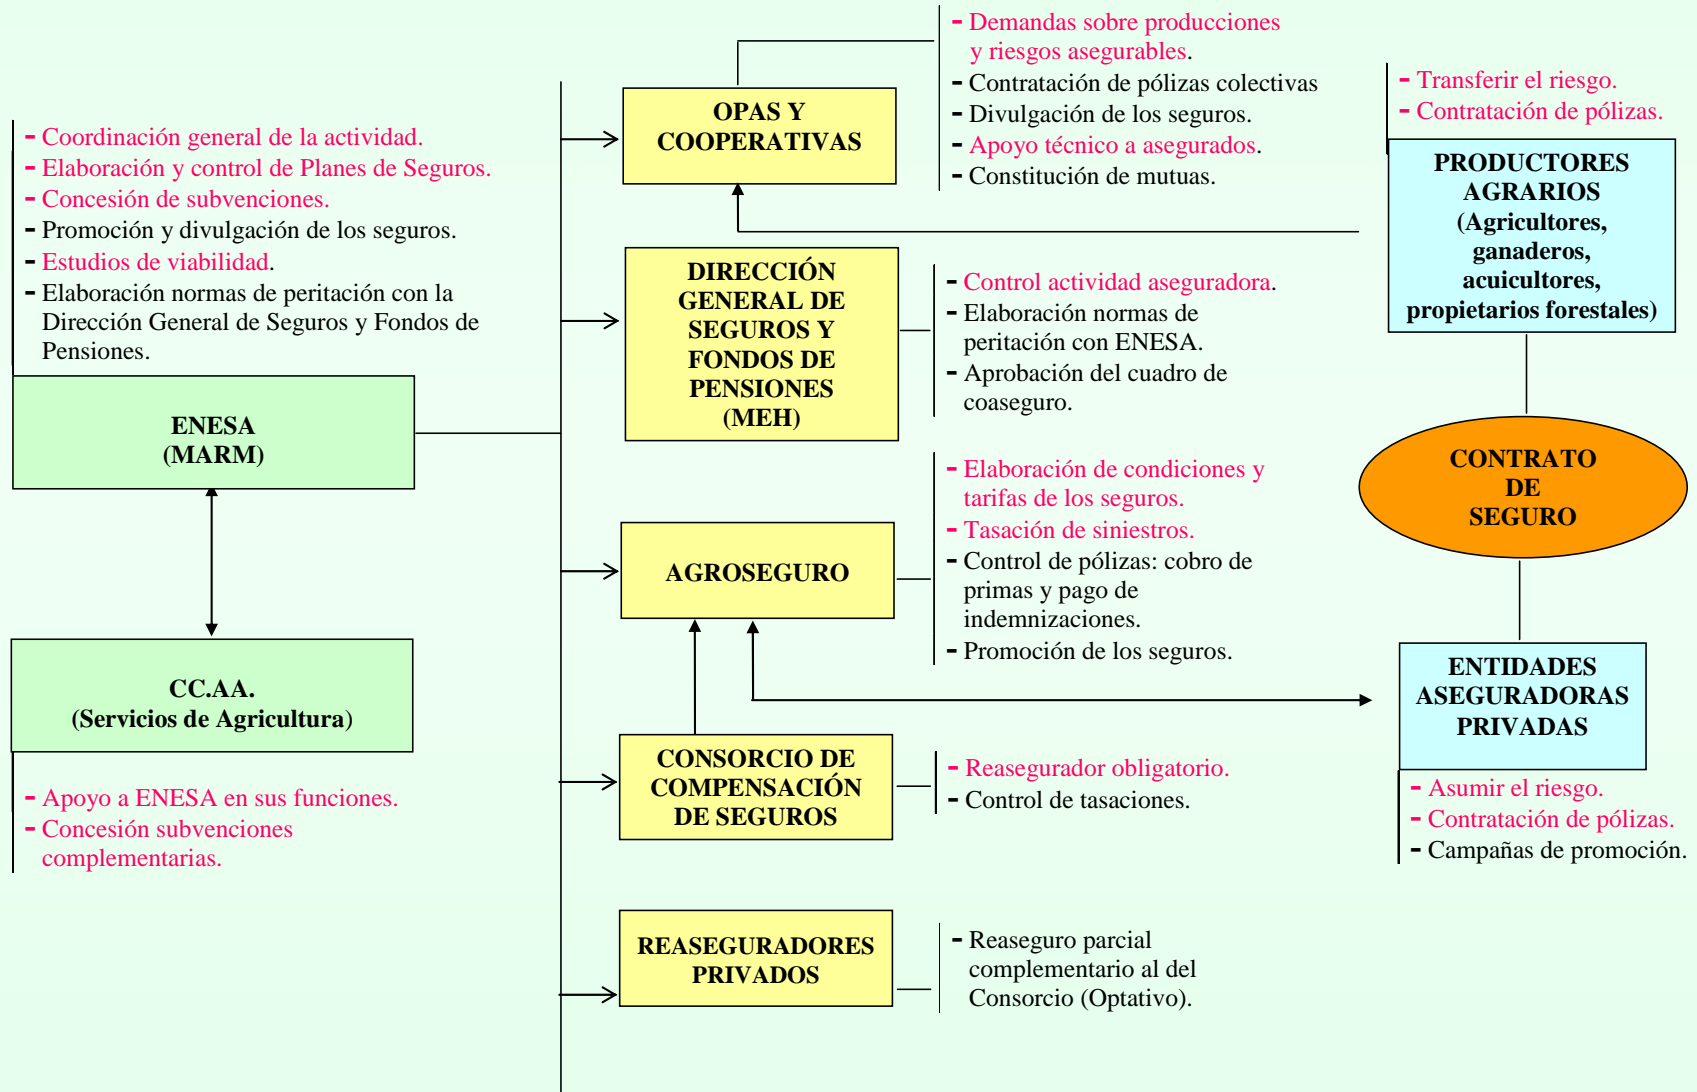 - Coordinación general de la actividad.
- Elaboración y control de Planes de Seguros.
- Concesión de subvenciones.
- Promoción y divulgación de los seguros.
- Estudios de viabilidad.
- Elaboración normas de peritación con la
Dirección General de Seguros y Fondos de
Pensiones.
ENESA
(MARM)
CC.AA.
(Servicios de Agricultura)
- Apoyo a ENESA en sus funciones.
- Concesión subvenciones
complementarias.
OPAS Y
COOPERATIVAS
- Demandas sobre producciones
y riesgos asegurables.
- Contratación de pólizas colectivas
- Divulgación de los seguros.
- Apoyo técnico a asegurados.
- Constitución de mutuas.
DIRECCIÓN
GENERAL DE
SEGUROS Y
FONDOS DE
PENSIONES
(MEH)
- Control actividad aseguradora.
- Elaboración normas de
peritación con ENESA.
- Aprobación del cuadro de
coaseguro.
AGROSEGURO
- Elaboración de condiciones y
tarifas de los seguros.
- Tasación de siniestros.
- Control de pólizas: cobro de
primas y pago de
indemnizaciones.
- Promoción de los seguros.
CONSORCIO DE
COMPENSACIÓN
DE SEGUROS
- Reasegurador obligatorio.
- Control de tasaciones.
REASEGURADORES
PRIVADOS
- Reaseguro parcial
complementario al del
Consorcio (Optativo).
- Transferir el riesgo.
- Contratación de pólizas.
PRODUCTORES
AGRARIOS
(Agricultores,
ganaderos,
acuicultores,
propietarios forestales)
CONTRATO
DE
SEGURO
ENTIDADES
ASEGURADORAS
PRIVADAS
- Asumir el riesgo.
- Contratación de pólizas.
- Campañas de promoción.